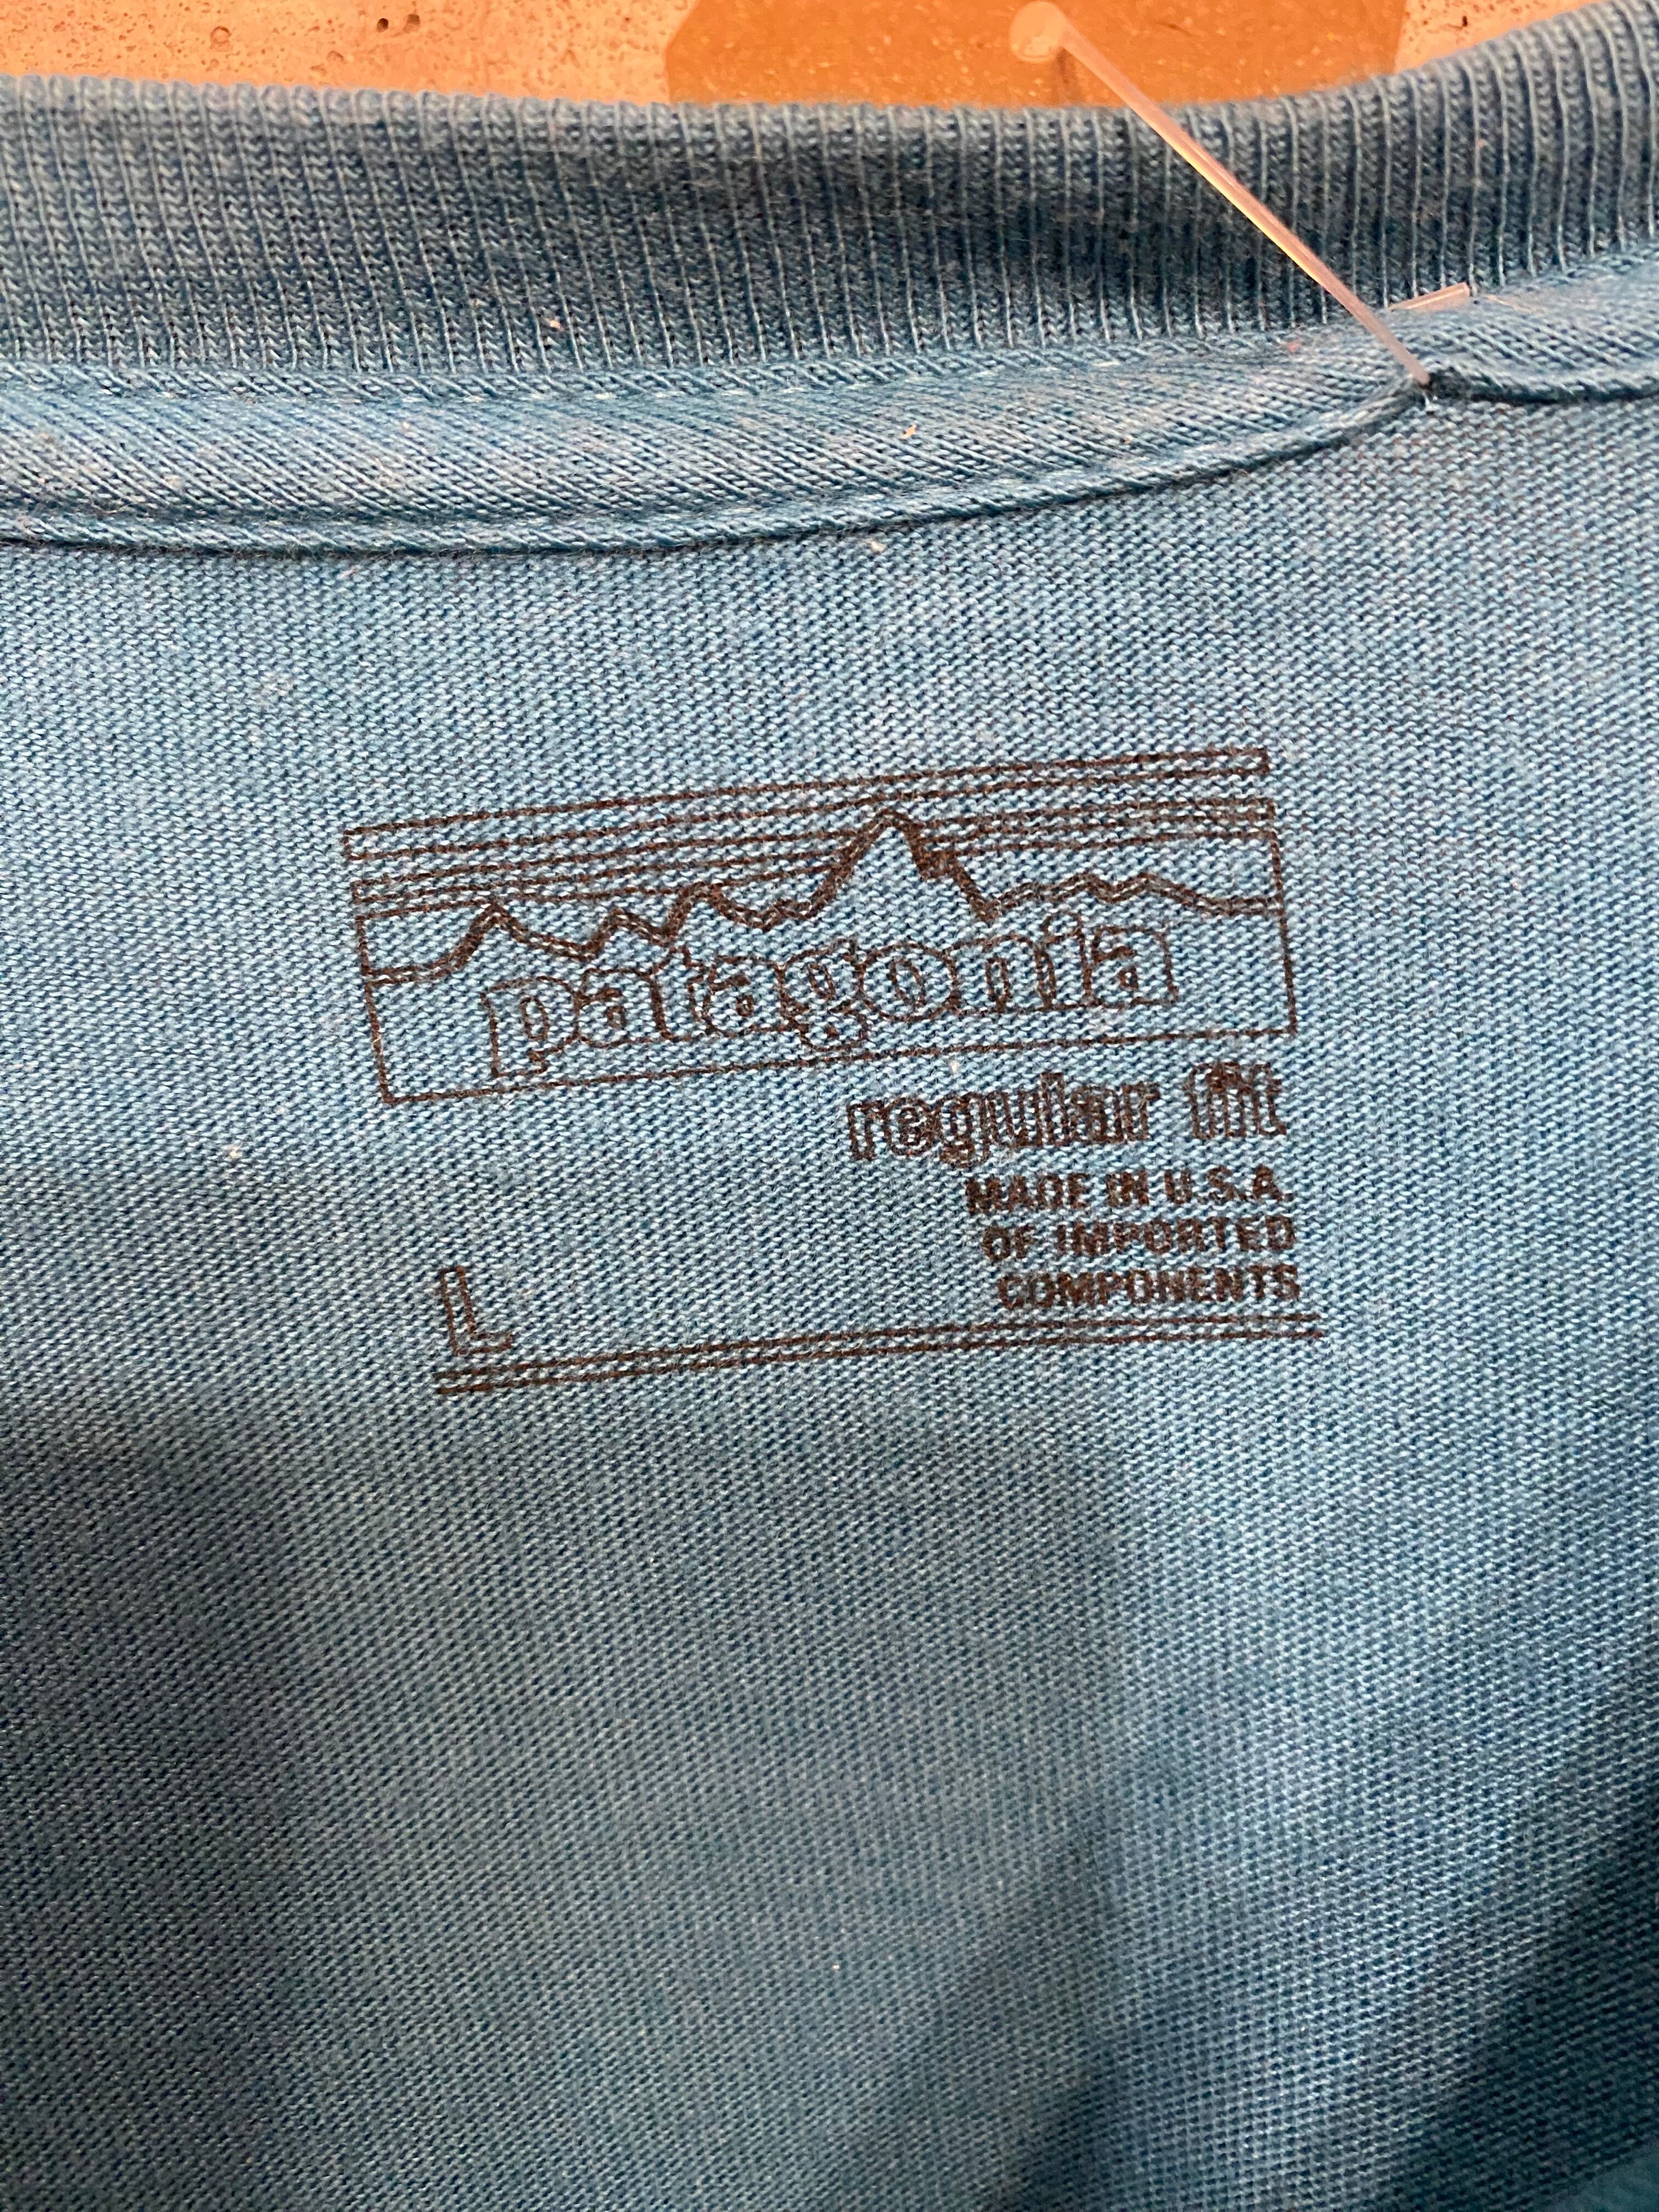 patagonia
regular fit
MADE IN U.S.A.
OF IMPORTED
COMPONENTS
L